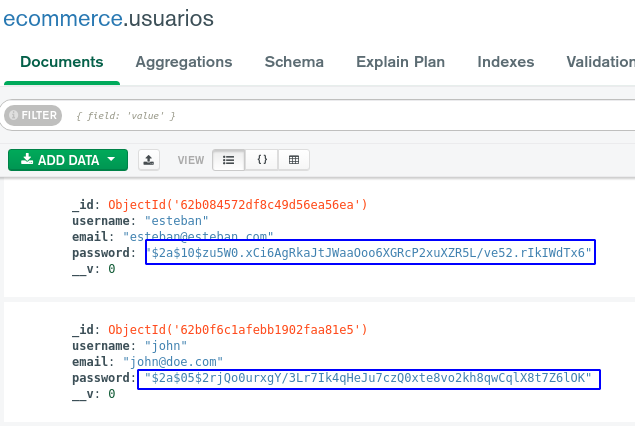 ecommerce.usuarios
Documents Aggregations Schema Explain Plan Indexes Validation
FILTER { field: 'value' }
ADD DATA VIEW { }
_id: ObjectId('62b084572df8c49d56ea56ea')
username: "esteban"
email: "esteban@esteban.com"
password: "$2a$10$zu5W0.xCi6AgRkaJtJWaaOoo6XGRcP2xuXZR5L/ve52.rIkIWdTx6"
__v: 0
_id: ObjectId('62b0f6c1afebb1902faa81e5')
username: "john"
email: "john@doe.com"
password: "$2a$05$2rjQo0urxgY/3Lr7Ik4qHeJu7czQ0xte8vo2kh8qwCqlX8t7Z6lOK"
__v: 0